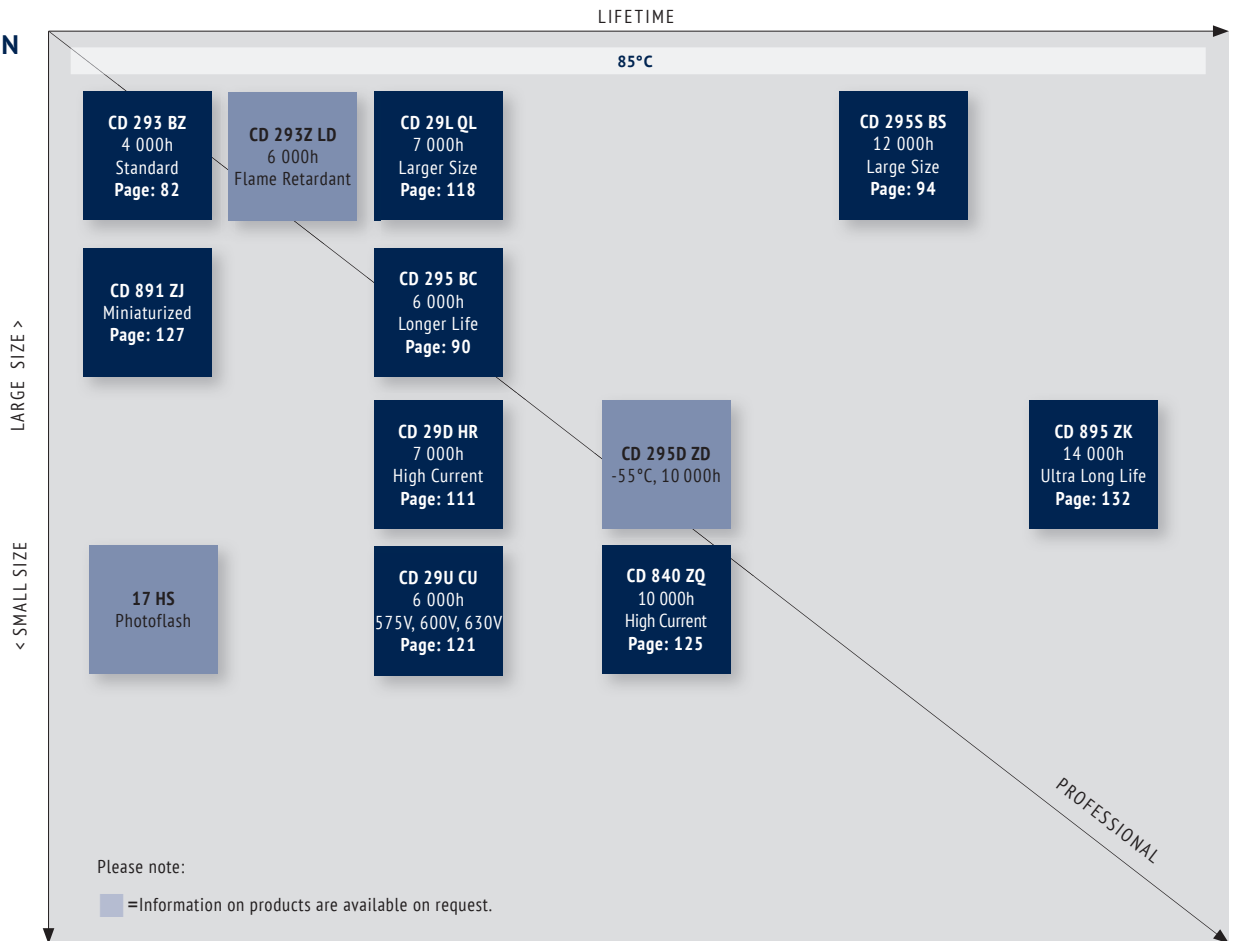 LIFETIME
N
85°C
CD 293 BZ
4 000h
Standard
Page: 82
CD 293Z LD
6 000h
Flame Retardant
CD 29L QL
7 000h
Larger Size
Page: 118
CD 295S BS
12 000h
Large Size
Page: 94
CD 891 ZJ
Miniaturized
Page: 127
CD 295 BC
6 000h
Longer Life
Page: 90
LARGE SIZE >
CD 29D HR
7 000h
High Current
Page: 111
CD 295D ZD
-55°C, 10 000h
CD 895 ZK
14 000h
Ultra Long Life
Page: 132
< SMALL SIZE
17 HS
Photoflash
CD 29U CU
6 000h
575V, 600V, 630V
Page: 121
CD 840 ZQ
10 000h
High Current
Page: 125
PROFESSIONAL
Please note:
=Information on products are available on request.